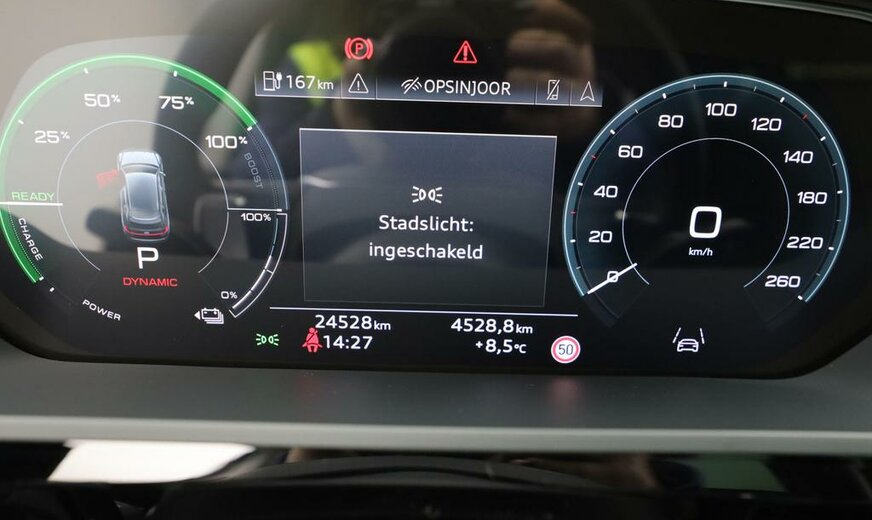 P
167 km
OPSINJOOR
25%
50%
75%
100%
BOOST
READY
CHARGE
P
DYNAMIC
100%
0%
POWER
Stadslicht:
ingeschakeld
0
20
40
60
80
100
120
140
180
220
260
0
km/h
24528 km
4528,8 km
14:27
+8,5 °C
50